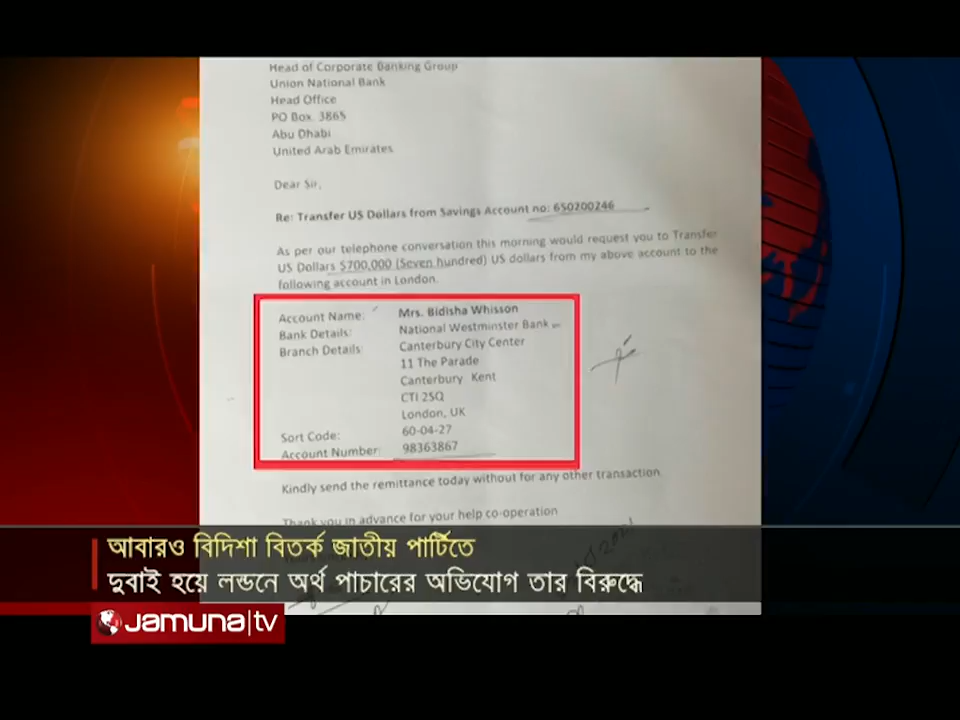 Head of Corporate Banking Group
Union National Bank
Head Office
PO Box. 3865
Abu Dhabi
United Arab Emirates
Dear Sir,
Re: Transfer US Dollars from Savings Account no: 650200246
As per our telephone conversation this morning would request you to Transfer
US Dollars $700,000 (Seven hundred) US dollars from my above account to the
following account in London.
Account Name: Mrs. Bidisha Whisson
Bank Details: National Westminster Bank
Branch Details: Canterbury City Center
11 The Parade
Canterbury Kent
CTI 2SQ
London, UK
Sort Code: 60-04-27
Account Number: 98363867
Kindly send the remittance today without for any other transaction.
Thank you in advance for your help co-operation
আবারও বিদিশা বিতর্ক জাতীয় পার্টিতে
দুবাই হয়ে লন্ডনে অর্থ পাচারের অভিযোগ তার বিরুদ্ধে
Jamuna|tv